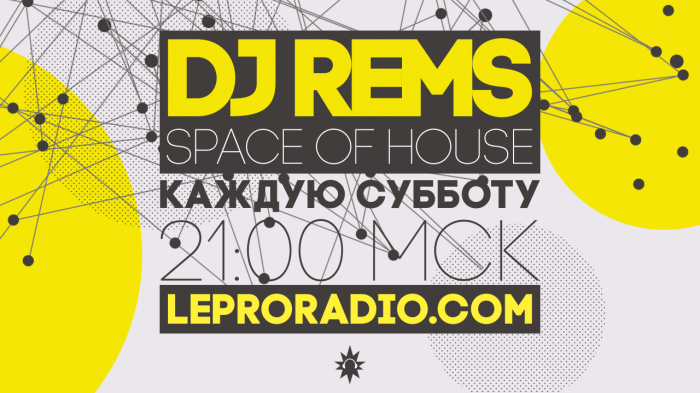 DJ REMS
SPACE OF HOUSE
КАЖДУЮ СУББОТУ
21:00 МСК
LEPRORADIO.COM